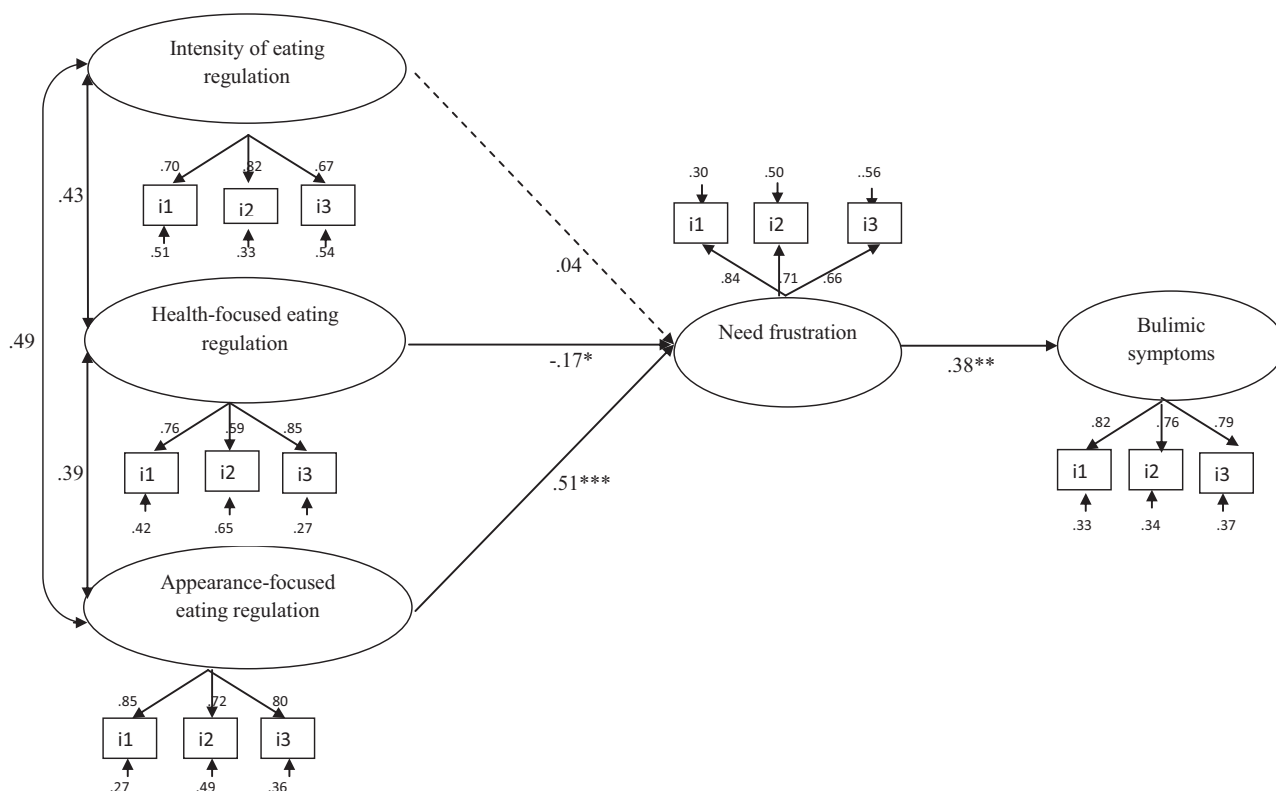 Intensity of eating
regulation
.70 .82 .67
i1 i2 i3
.51 .33 .54
.43
.49
Health-focused eating
regulation
.76 .59 .85
i1 i2 i3
.42 .65 .27
.39
Appearance-focused
eating regulation
.85 .72 80
i1 i2 i3
.27 .49 .36
.04
-.17*
.51***
.30 .50 ..56
i1 i2 i3
.84 .71 .66
Need frustration
.38**
Bulimic
symptoms
.82 .76 .79
i1 i2 i3
.33 .34 .37